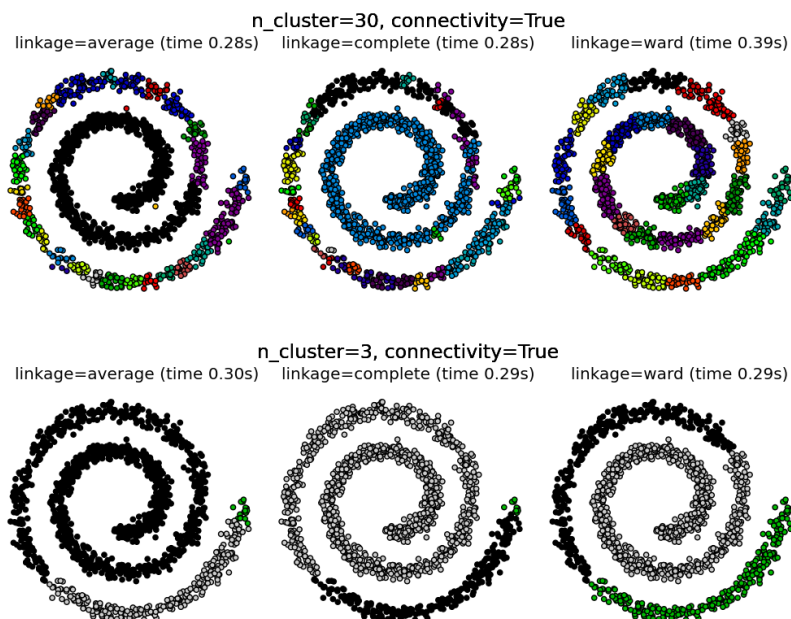 n_cluster=30, connectivity=True
linkage=average (time 0.28s) linkage=complete (time 0.28s) linkage=ward (time 0.39s)
n_cluster=3, connectivity=True
linkage=average (time 0.30s) linkage=complete (time 0.29s) linkage=ward (time 0.29s)